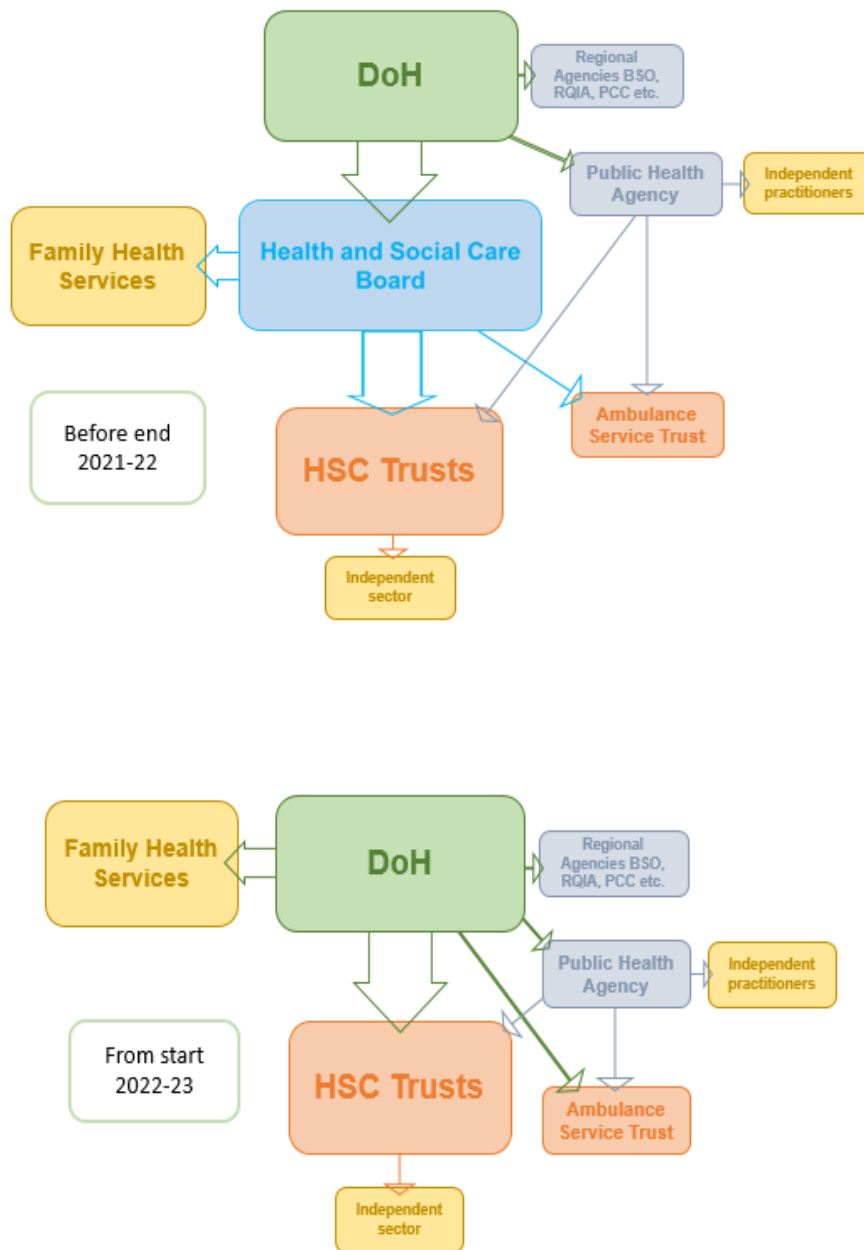 DoH
Regional
Agencies BSO,
RQIA, PCC etc.
Public Health
Agency
Independent
practitioners
Family Health
Services
Health and Social Care
Board
Before end
2021-22
HSC Trusts
Ambulance
Service Trust
Independent
sector
Family Health
Services
DoH
Regional
Agencies BSO,
RQIA, PCC etc.
Public Health
Agency
Independent
practitioners
From start
2022-23
HSC Trusts
Ambulance
Service Trust
Independent
sector